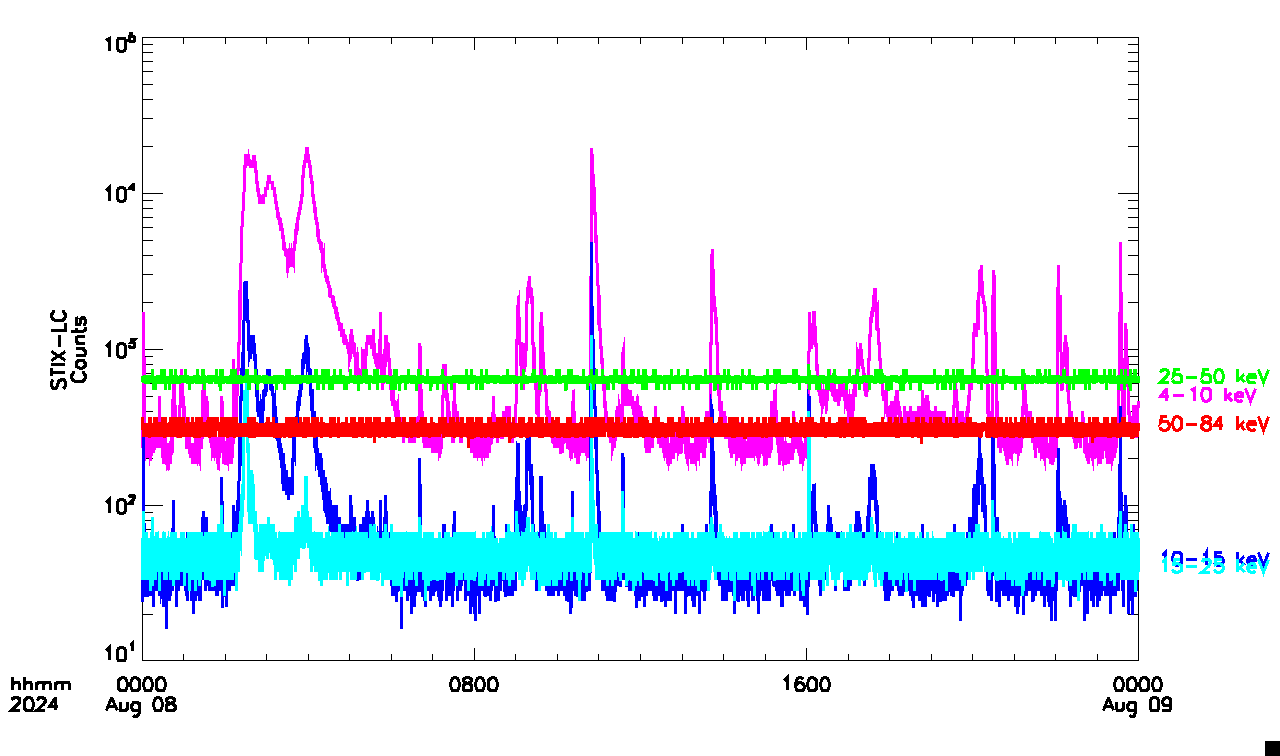 10^6
10^4
10^3
10^2
10^1
STIX-LC
Counts
25-50 keV
4-10 keV
50-84 keV
10-15 keV
15-25 keV
hhmm 0000 0800 1600 0000
2024 Aug 08 Aug 09